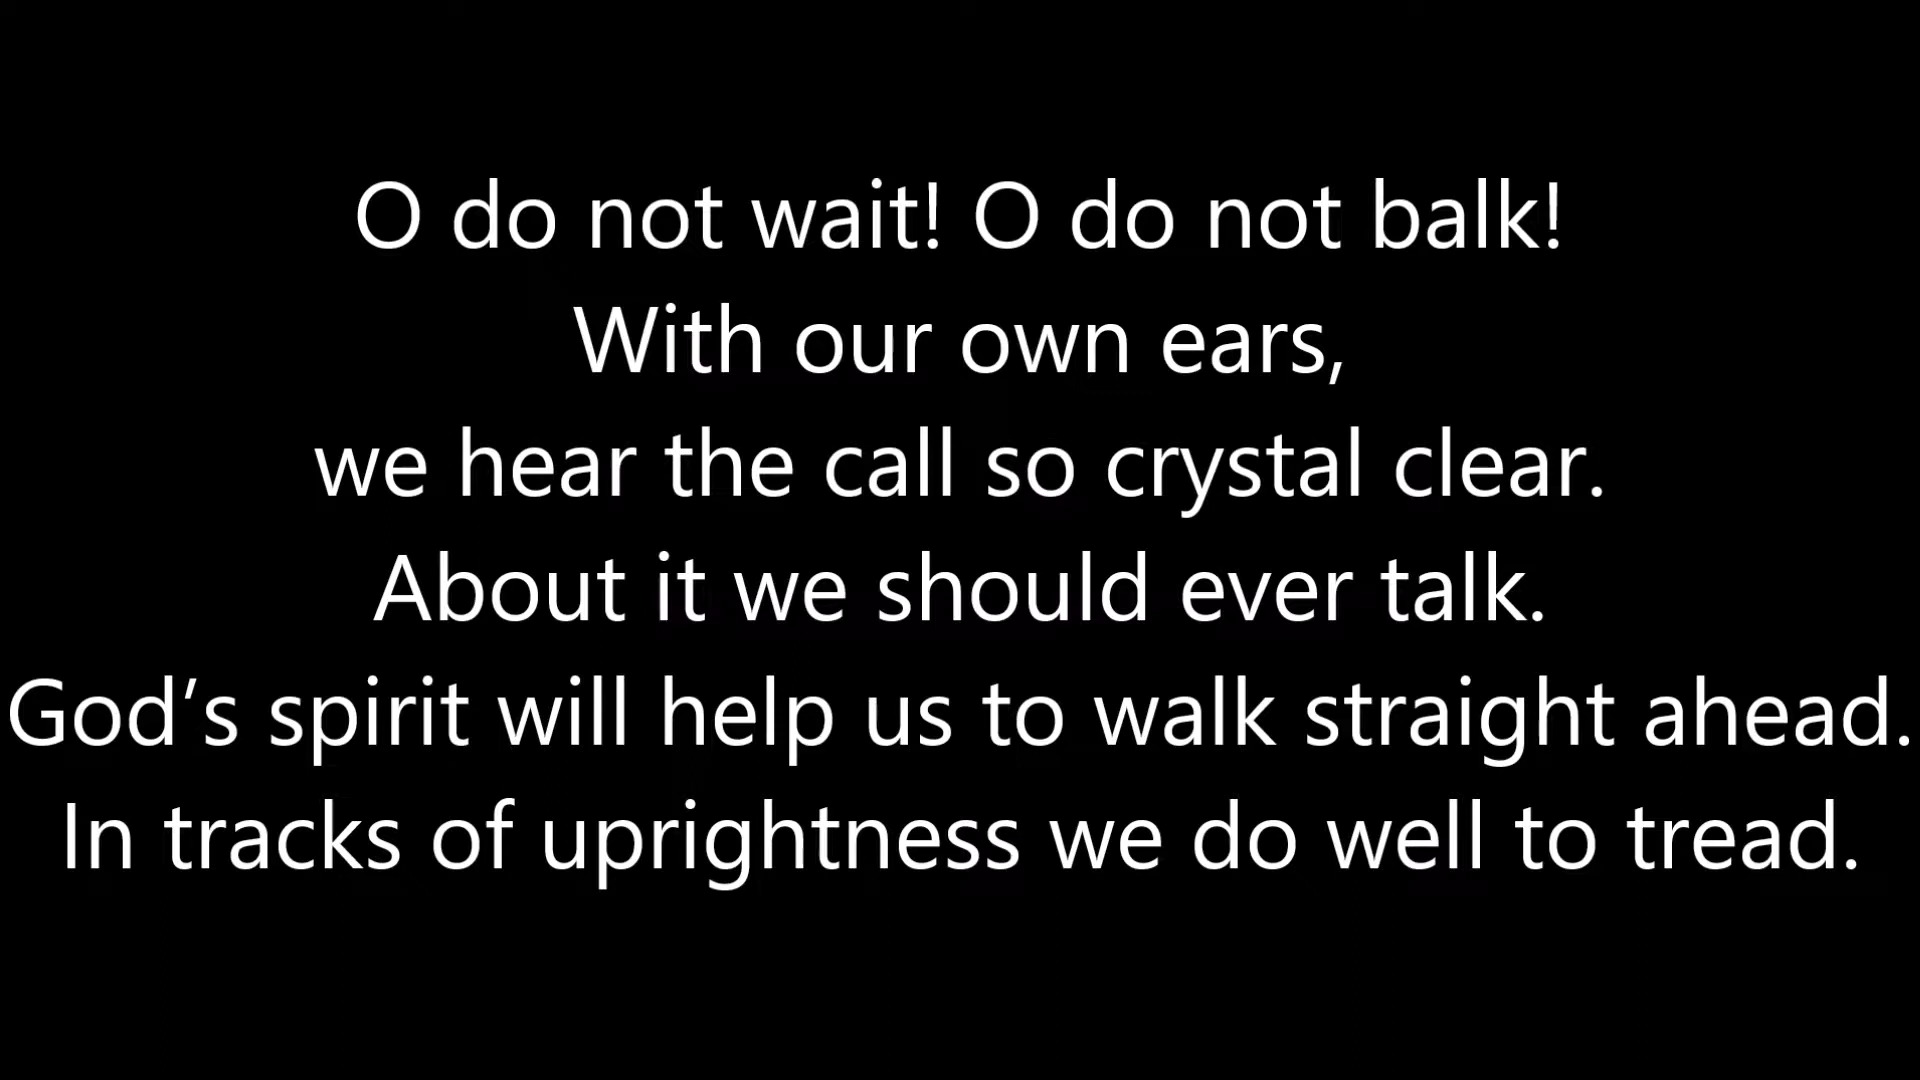 O do not wait! O do not balk!
With our own ears,
we hear the call so crystal clear.
About it we should ever talk.
God’s spirit will help us to walk straight ahead.
In tracks of uprightness we do well to tread.